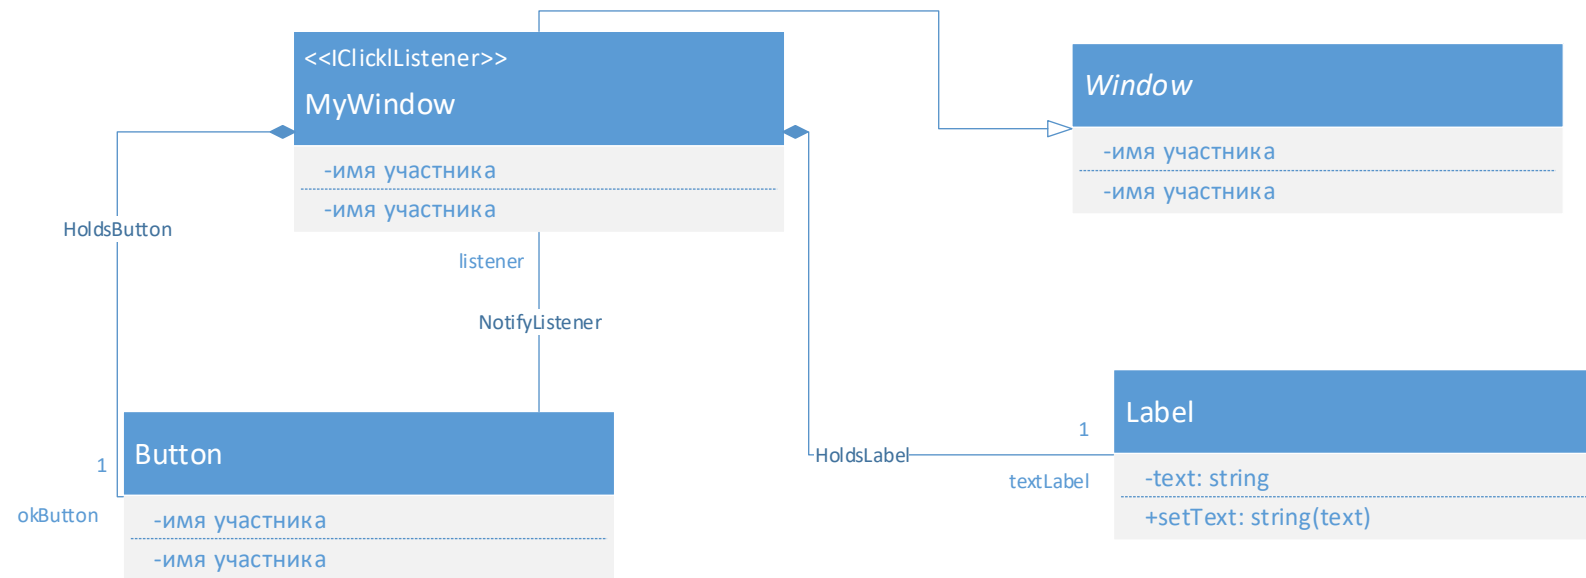 <<IClicklListener>>
MyWindow
-имя участника
-имя участника
Window
-имя участника
-имя участника
HoldsButton
listener
NotifyListener
Button
-имя участника
-имя участника
1
okButton
HoldsLabel
1
textLabel
Label
-text: string
+setText: string(text)